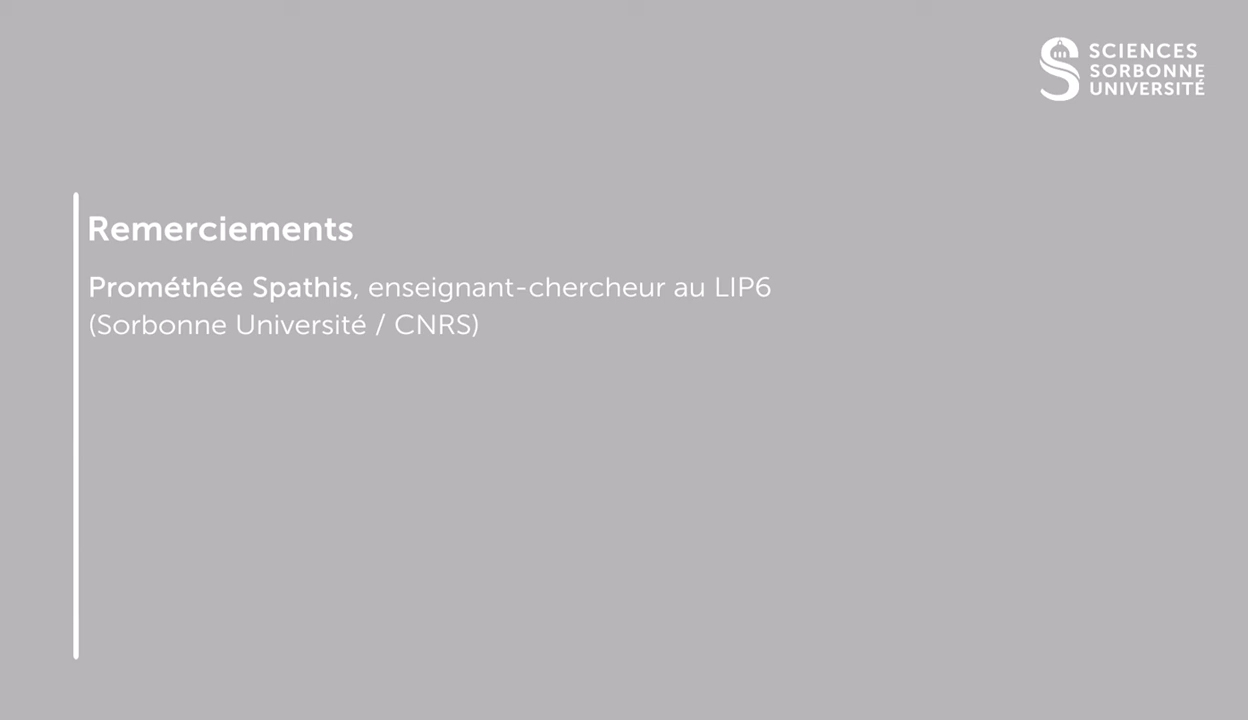 SCIENCES
SORBONNE
UNIVERSITÉ
Remerciements
Prométhée Spathis, enseignant-chercheur au LIP6
(Sorbonne Université / CNRS)